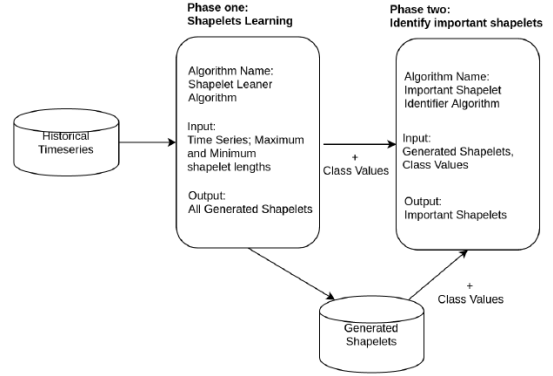 Phase one:
Shapelets Learning
Phase two:
Identify important shapelets
Historical
Timeseries
Algorithm Name:
Shapelet Leaner
Algorithm
Input:
Time Series; Maximum
and Minimum
shapelet lengths
Output:
All Generated Shapelets
+
Class Values
Algorithm Name:
Important Shapelet
Identifier Algorithm
Input:
Generated Shapelets,
Class Values
Output:
Important Shapelets
Generated
Shapelets
+
Class Values